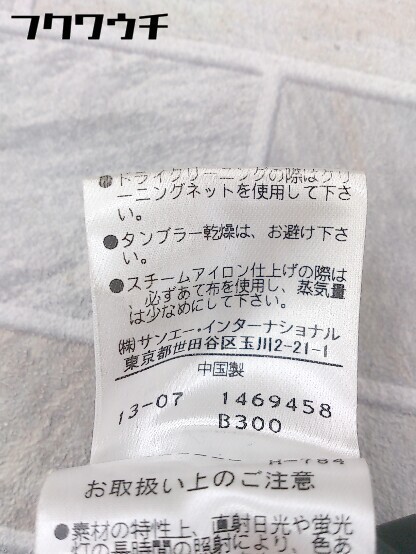 フクワウチ
●ドライクリーニングの際はクリ
ーニングネットを使用して下さ
い。
●タンブラー乾燥は、お避け下さ
い。
●スチームアイロン仕上げの際は
、必ずあて布を使用し、蒸気量
は少なめにして下さい。
(株)サンエー・インターナショナル
東京都世田谷区玉川2-21-1
中国製
13-07 1469458
B300
お取扱い上のご注意
●素材の特性上、直射日光や蛍光
灯の長時間の照射により、色あ